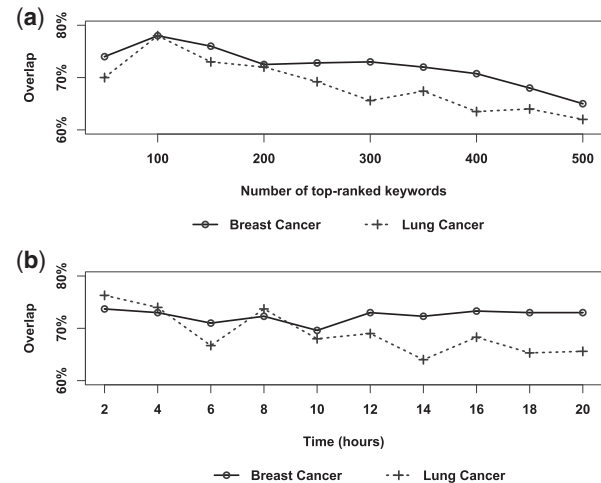 (a)
80%
70%
60%
Overlap
100 200 300 400 500
Number of top-ranked keywords
Breast Cancer Lung Cancer
(b)
80%
70%
60%
Overlap
2 4 6 8 10 12 14 16 18 20
Time (hours)
Breast Cancer Lung Cancer